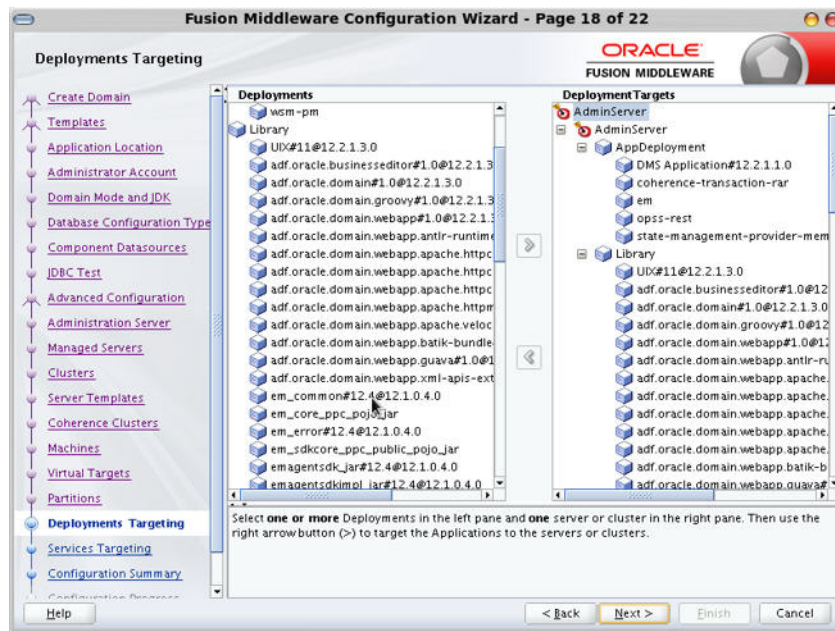 Fusion Middleware Configuration Wizard - Page 18 of 22
Deployments Targeting
ORACLE
FUSION MIDDLEWARE
Create Domain
Templates
Application Location
Administrator Account
Domain Mode and JDK
Database Configuration Type
Component Datasources
JDBC Test
Advanced Configuration
Administration Server
Managed Servers
Clusters
Server Templates
Coherence Clusters
Machines
Virtual Targets
Partitions
Deployments Targeting
Services Targeting
Configuration Summary
Configuration Progress
Deployments
wsm-pm
Library
UIX#11@12.2.1.3.0
adf.oracle.businesseditor#1.0@12.2.1.3
adf.oracle.domain#1.0@12.2.1.3.0
adf.oracle.domain.groovy#1.0@12.2.1.3
adf.oracle.domain.webapp#1.0@12.2.1.3
adf.oracle.domain.webapp.antlr-runtime
adf.oracle.domain.webapp.apache.httpc
adf.oracle.domain.webapp.apache.httpc
adf.oracle.domain.webapp.apache.httpc
adf.oracle.domain.webapp.apache.httpm
adf.oracle.domain.webapp.apache.veloc
adf.oracle.domain.webapp.batik-bundle
adf.oracle.domain.webapp.guava#1.0@1
adf.oracle.domain.webapp.xml-apis-ext
em_common#12.4@12.1.0.4.0
em_core_ppc_pojo_jar
em_error#12.4@12.1.0.4.0
em_sdkcore_ppc_public_pojo_jar
emagentsdk_jar#12.4@12.1.0.4.0
emagentsdkimpl_jar#12.4@12.1.0.4.0
Deployment Targets
AdminServer
AdminServer
AppDeployment
DMS Application#12.2.1.1.0
coherence-transaction-rar
em
opss-rest
state-management-provider-mem
Library
UIX#11@12.2.1.3.0
adf.oracle.businesseditor#1.0@12
adf.oracle.domain#1.0@12.2.1.3.0
adf.oracle.domain.groovy#1.0@12
adf.oracle.domain.webapp#1.0@12
adf.oracle.domain.webapp.antlr-ru
adf.oracle.domain.webapp.apache.
adf.oracle.domain.webapp.apache.
adf.oracle.domain.webapp.apache.
adf.oracle.domain.webapp.apache.
adf.oracle.domain.webapp.batik-b
adf.oracle.domain.webapp.guava#
Select one or more Deployments in the left pane and one server or cluster in the right pane. Then use the
right arrow button (>) to target the Applications to the servers or clusters.
Help
< Back
Next >
Finish
Cancel